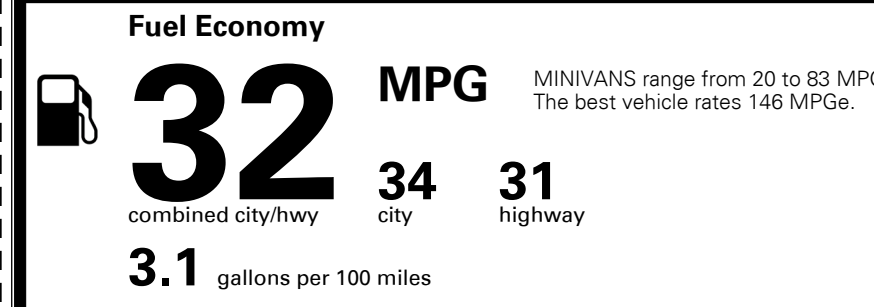 Fuel Economy
32 MPG
MINIVANS range from 20 to 83 MPG
The best vehicle rates 146 MPGe.
34 31
combined city/hwy city highway
3.1 gallons per 100 miles